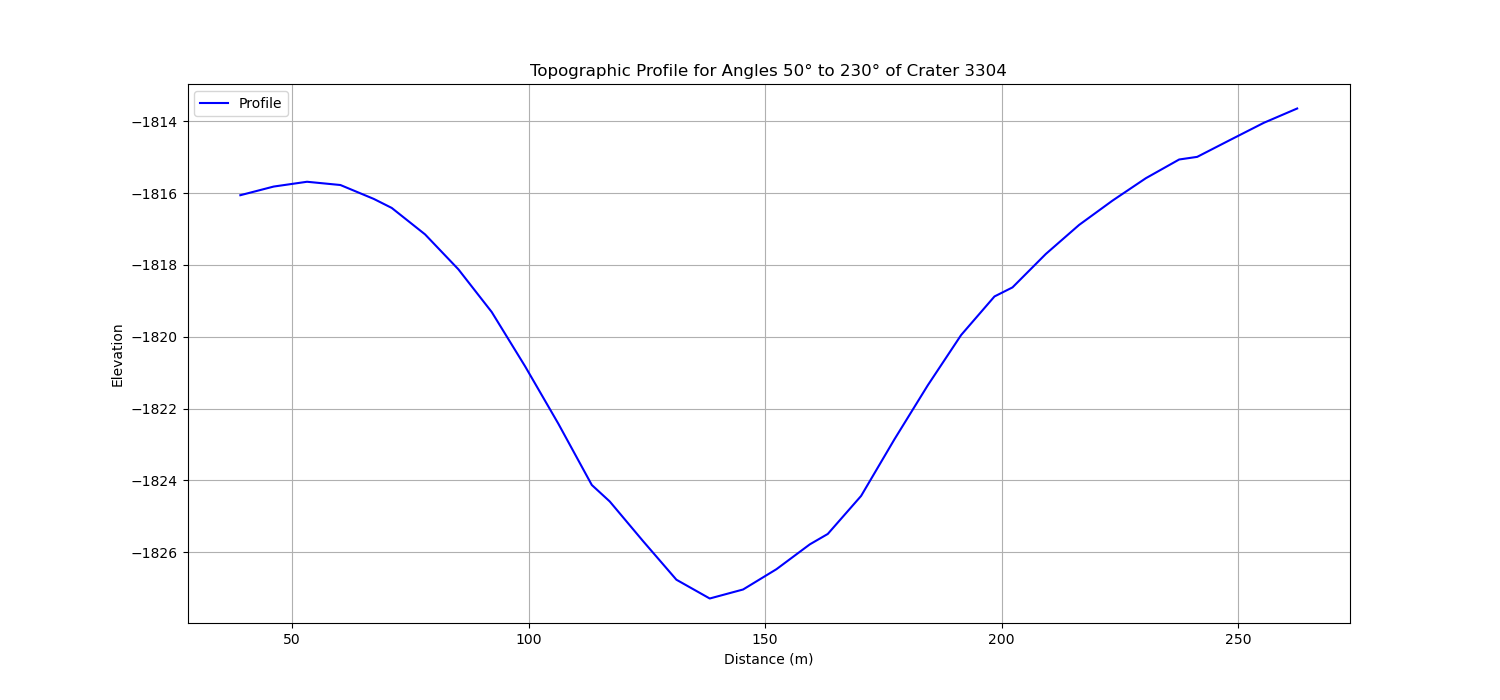 Topographic Profile for Angles 50° to 230° of Crater 3304
Profile
−1814
−1816
−1818
−1820
−1822
−1824
−1826
Elevation
50 100 150 200 250
Distance (m)